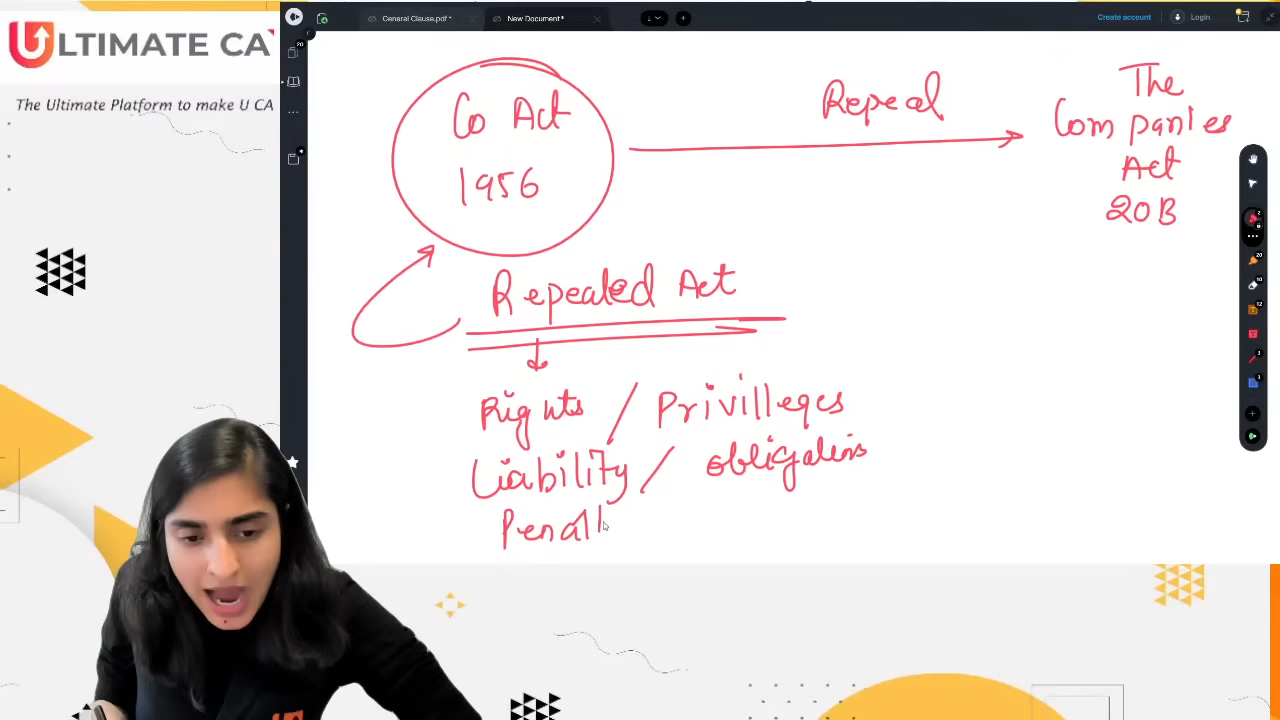 ULTIMATE CA
The Ultimate Platform to make U CA
General Clause.pdf *
New Document*
Create account
Login
Co Act
1956
Repeal
The
Companies
Act
2013
Repealed Act
Rights / Privilleges
Liability / obligations
Penalt